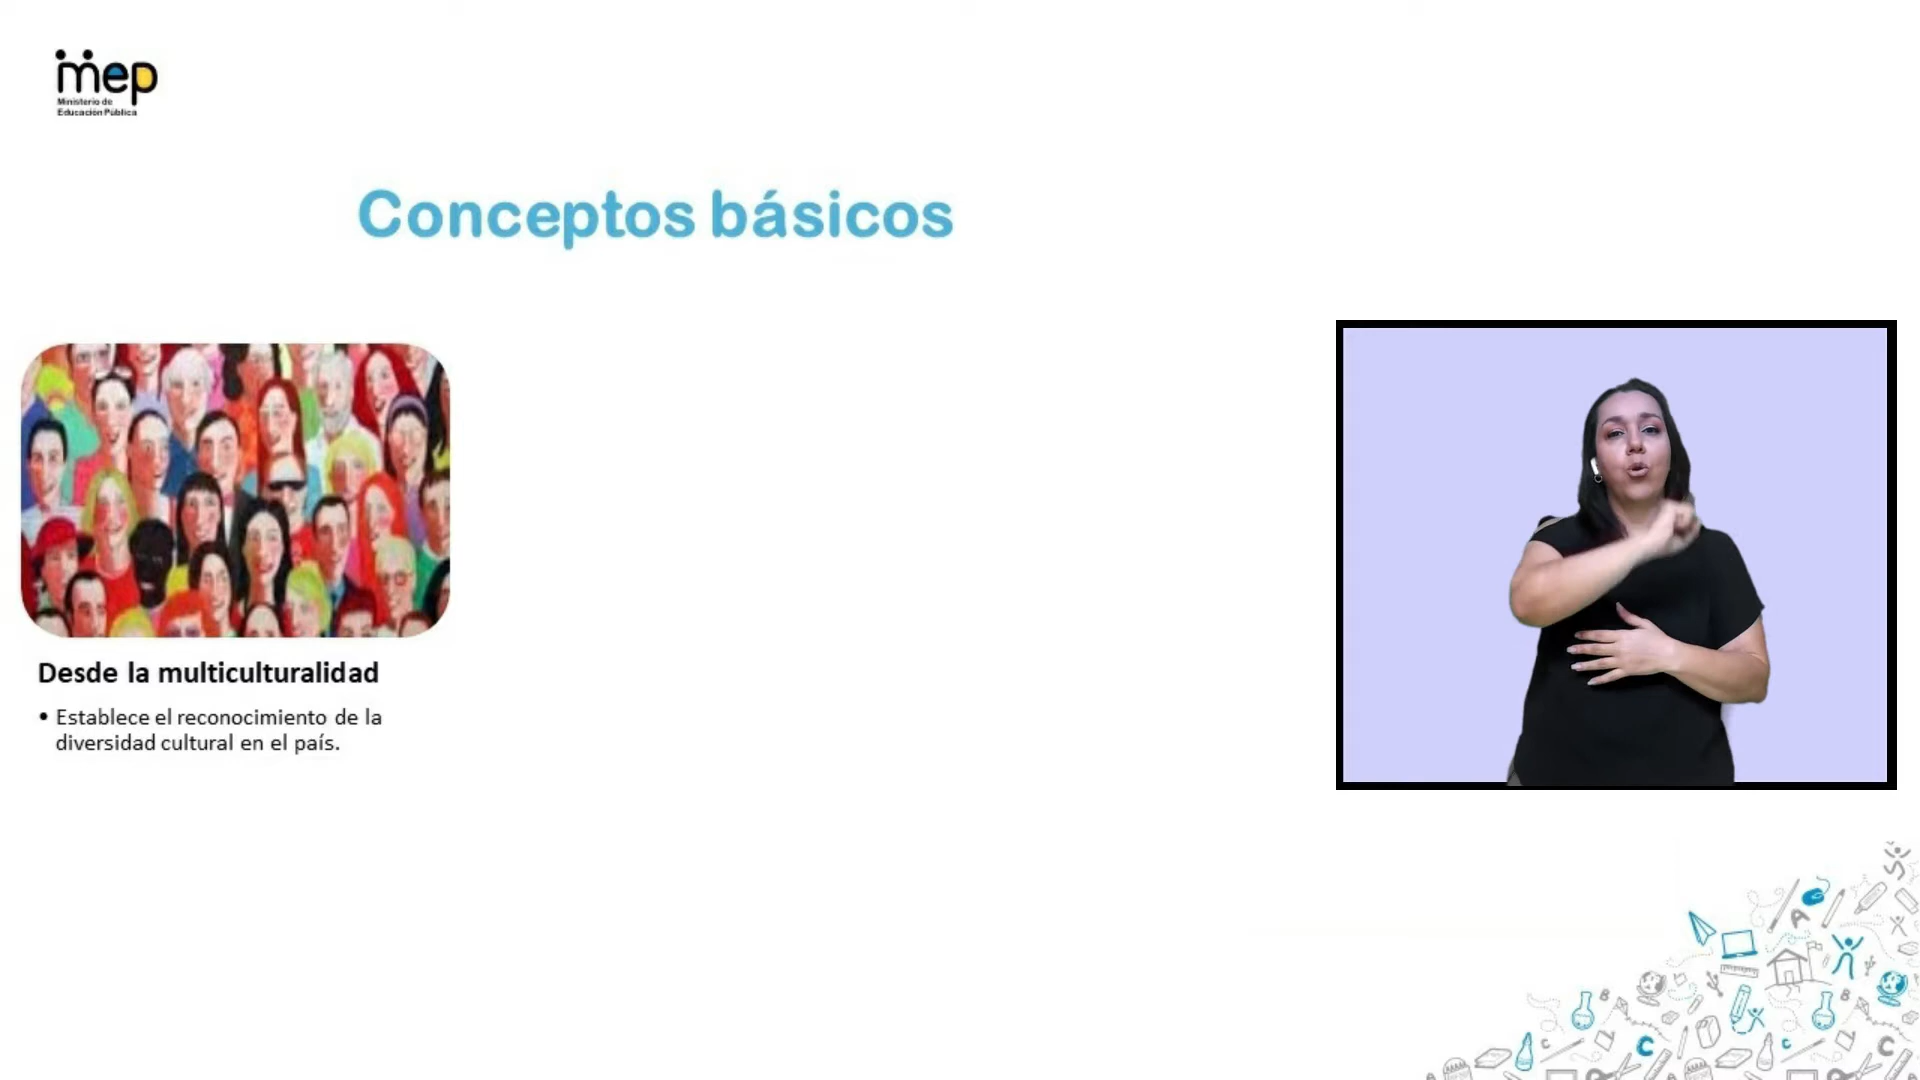 mep
Ministerio de
Educación Pública
Conceptos básicos
Desde la multiculturalidad
• Establece el reconocimiento de la
diversidad cultural en el país.